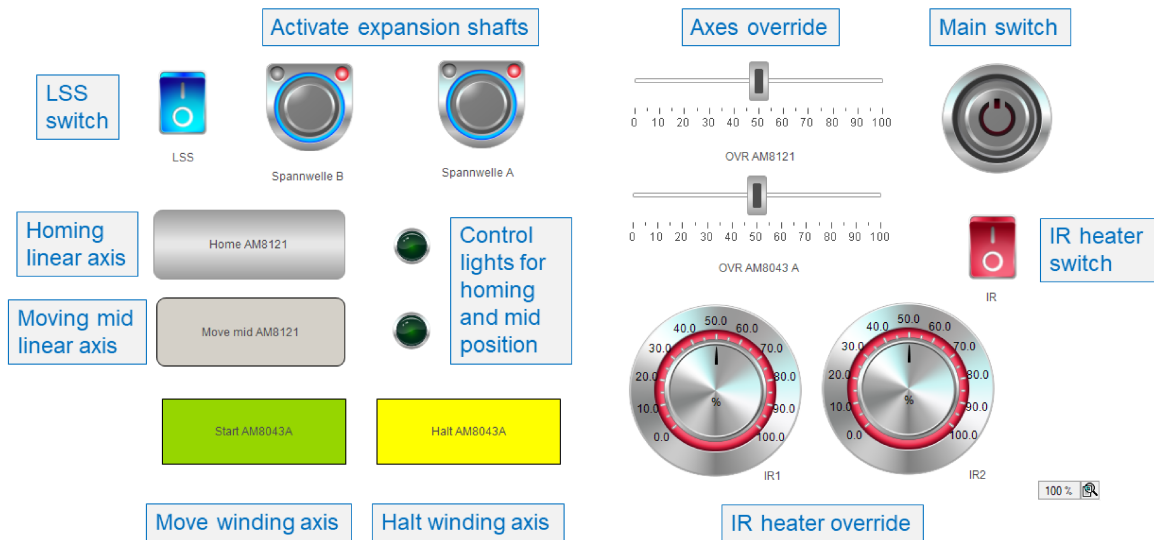 Activate expansion shafts
Axes override
Main switch
LSS
switch
LSS
Spannwelle B
Spannwelle A
0 10 20 30 40 50 60 70 80 90 100
OVR AM8121
0 10 20 30 40 50 60 70 80 90 100
OVR AM8043 A
Homing
linear axis
Home AM8121
Control
lights for
homing
and mid
position
IR heater
switch
IR
Moving mid
linear axis
Move mid AM8121
0.0 10.0 20.0 30.0 40.0 50.0 60.0 70.0 80.0 90.0 100.0
%
IR1
0.0 10.0 20.0 30.0 40.0 50.0 60.0 70.0 80.0 90.0 100.0
%
IR2
Start AM8043A
Halt AM8043A
100 %
Move winding axis
Halt winding axis
IR heater override